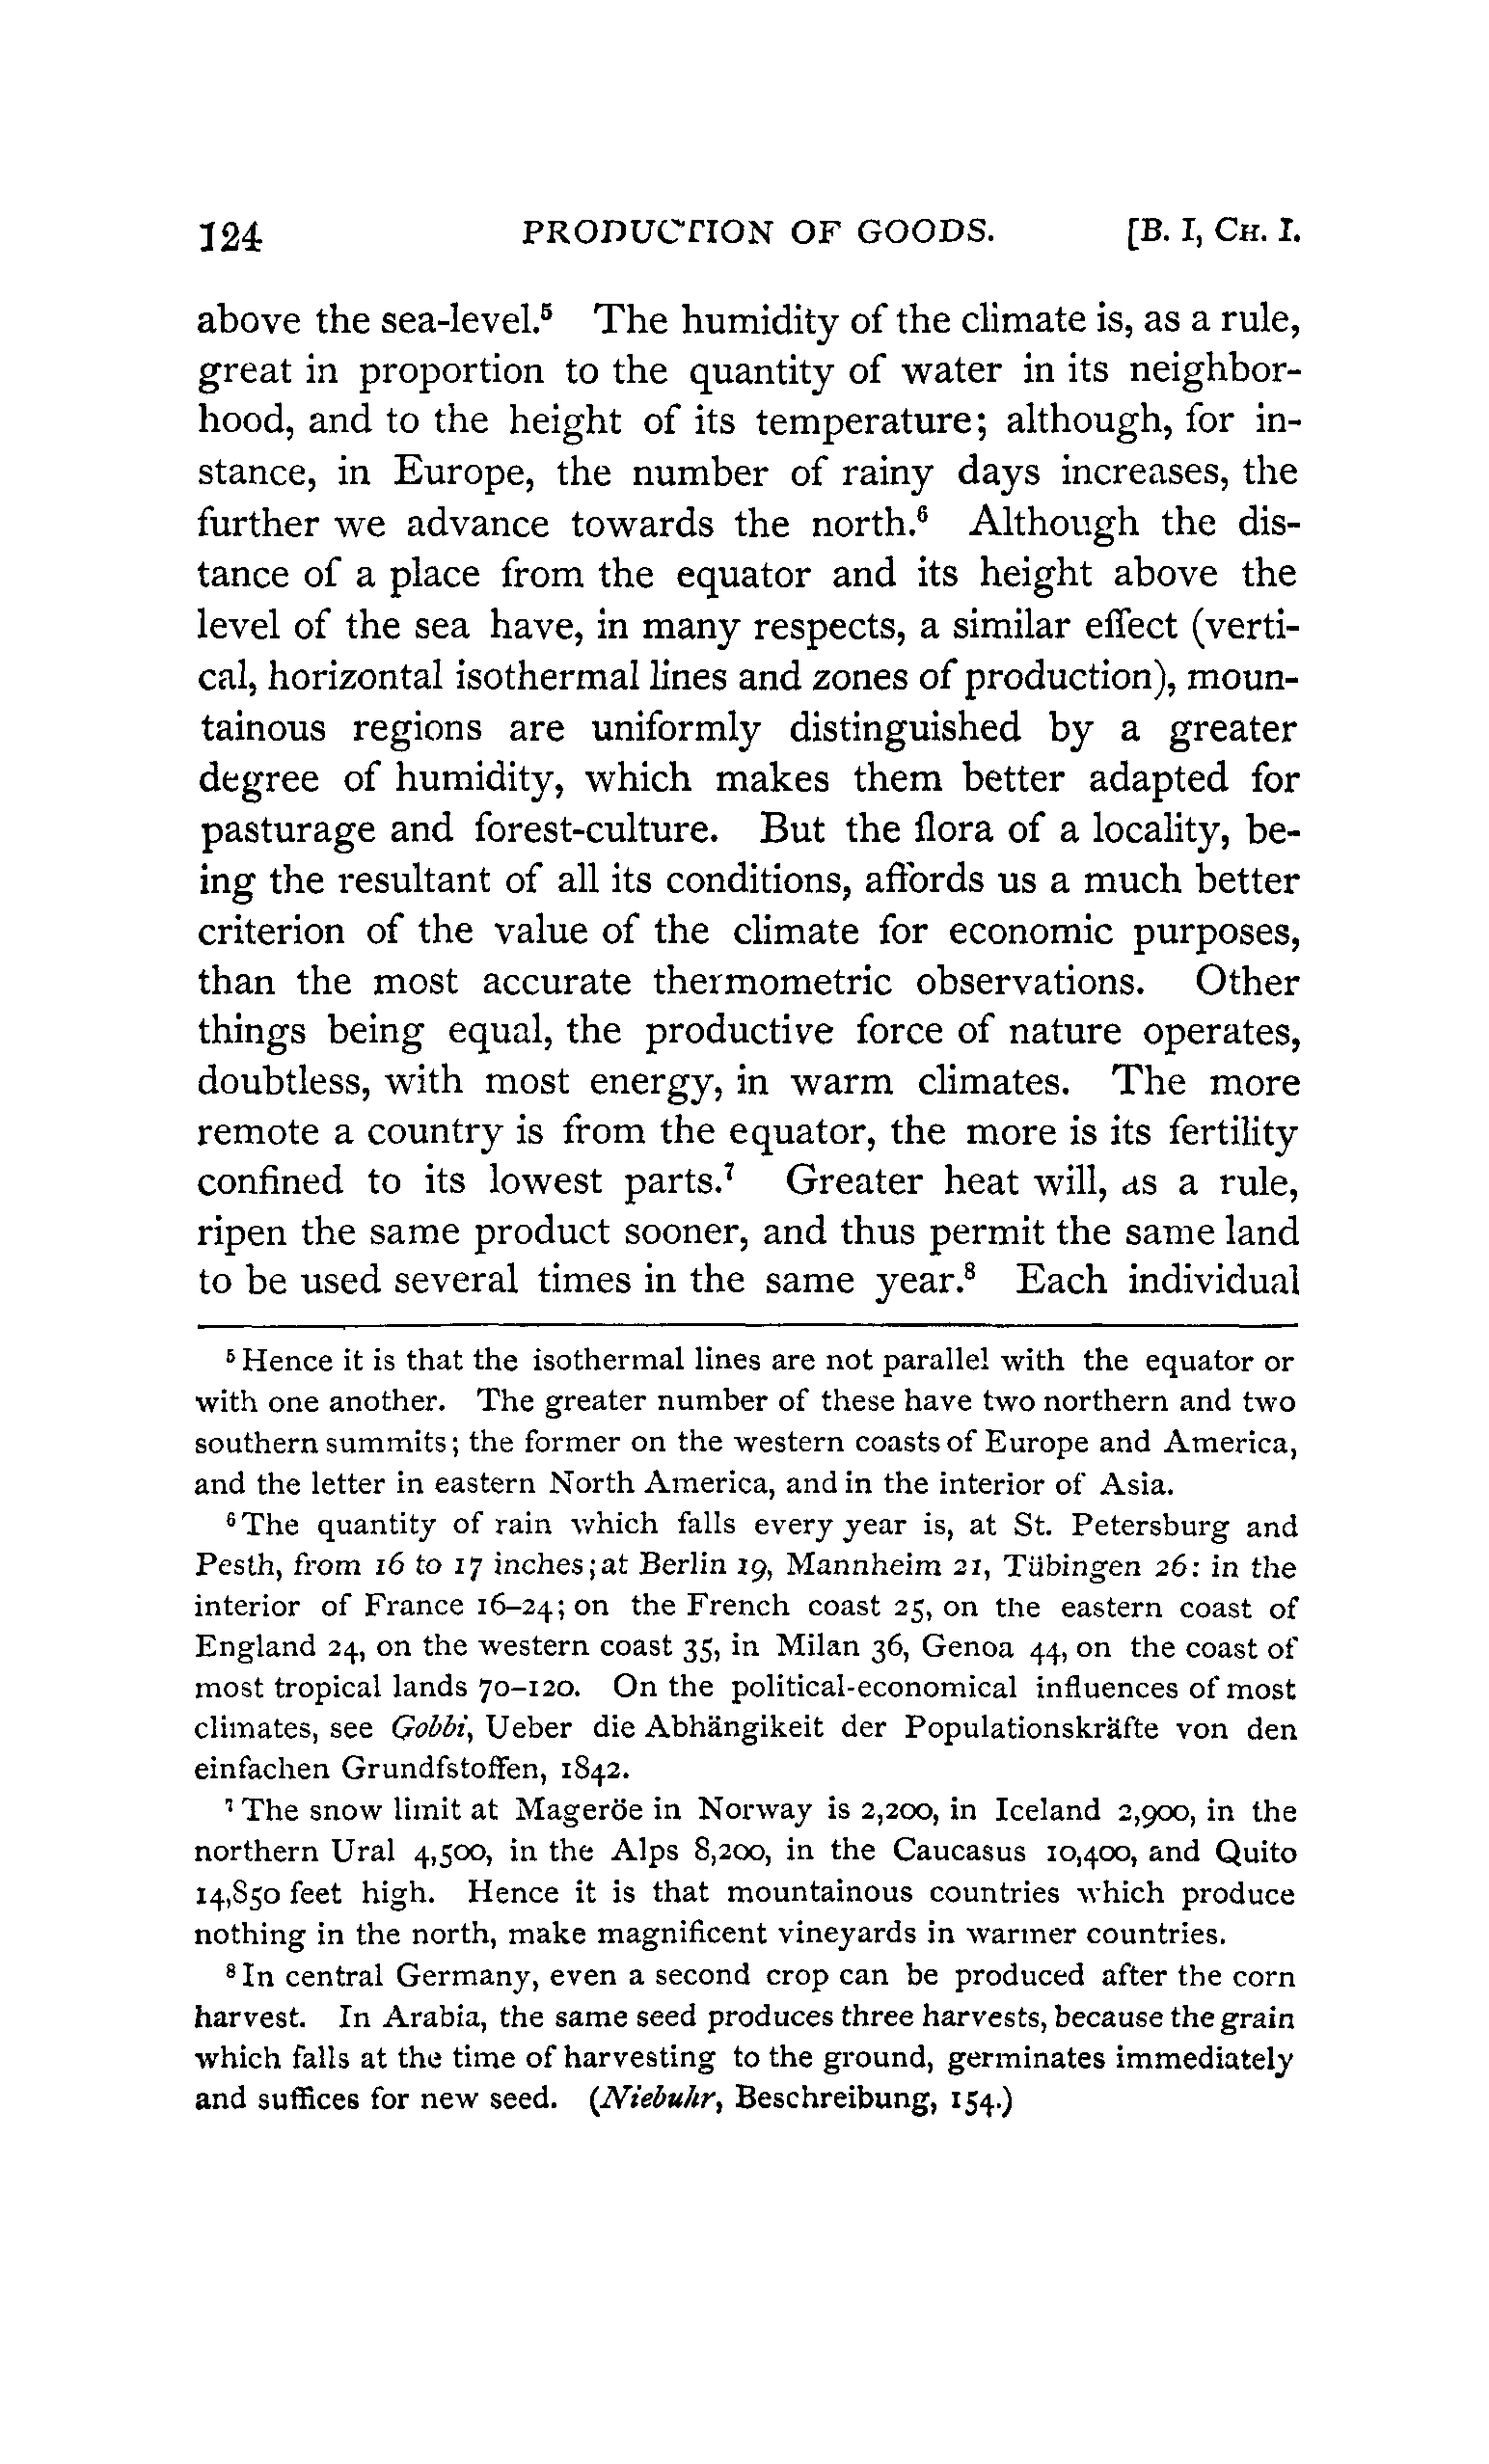 124 PRODUCTION OF GOODS. [B. I, CH. I.
above the sea-level.⁵ The humidity of the climate is, as a rule,
great in proportion to the quantity of water in its neighbor-
hood, and to the height of its temperature; although, for in-
stance, in Europe, the number of rainy days increases, the
further we advance towards the north.⁶ Although the dis-
tance of a place from the equator and its height above the
level of the sea have, in many respects, a similar effect (verti-
cal, horizontal isothermal lines and zones of production), moun-
tainous regions are uniformly distinguished by a greater
degree of humidity, which makes them better adapted for
pasturage and forest-culture. But the flora of a locality, be-
ing the resultant of all its conditions, affords us a much better
criterion of the value of the climate for economic purposes,
than the most accurate thermometric observations. Other
things being equal, the productive force of nature operates,
doubtless, with most energy, in warm climates. The more
remote a country is from the equator, the more is its fertility
confined to its lowest parts.⁷ Greater heat will, as a rule,
ripen the same product sooner, and thus permit the same land
to be used several times in the same year.⁸ Each individual
⁵ Hence it is that the isothermal lines are not parallel with the equator or
with one another. The greater number of these have two northern and two
southern summits; the former on the western coasts of Europe and America,
and the letter in eastern North America, and in the interior of Asia.
⁶ The quantity of rain which falls every year is, at St. Petersburg and
Pesth, from 16 to 17 inches; at Berlin 19, Mannheim 21, Tübingen 26: in the
interior of France 16–24; on the French coast 25, on the eastern coast of
England 24, on the western coast 35, in Milan 36, Genoa 44, on the coast of
most tropical lands 70–120. On the political-economical influences of most
climates, see Gobbi, Ueber die Abhängikeit der Populationskräfte von den
einfachen Grundfstoffen, 1842.
⁷ The snow limit at Mageröe in Norway is 2,200, in Iceland 2,900, in the
northern Ural 4,500, in the Alps 8,200, in the Caucasus 10,400, and Quito
14,850 feet high. Hence it is that mountainous countries which produce
nothing in the north, make magnificent vineyards in warmer countries.
⁸ In central Germany, even a second crop can be produced after the corn
harvest. In Arabia, the same seed produces three harvests, because the grain
which falls at the time of harvesting to the ground, germinates immediately
and suffices for new seed. (Niebuhr, Beschreibung, 154.)